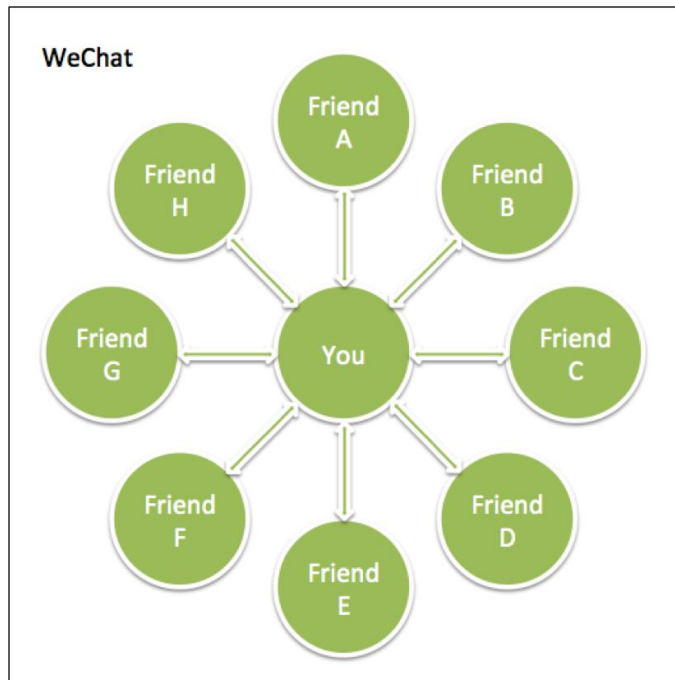 WeChat
Friend
A
Friend
H
Friend
B
Friend
G
You
Friend
C
Friend
F
Friend
D
Friend
E